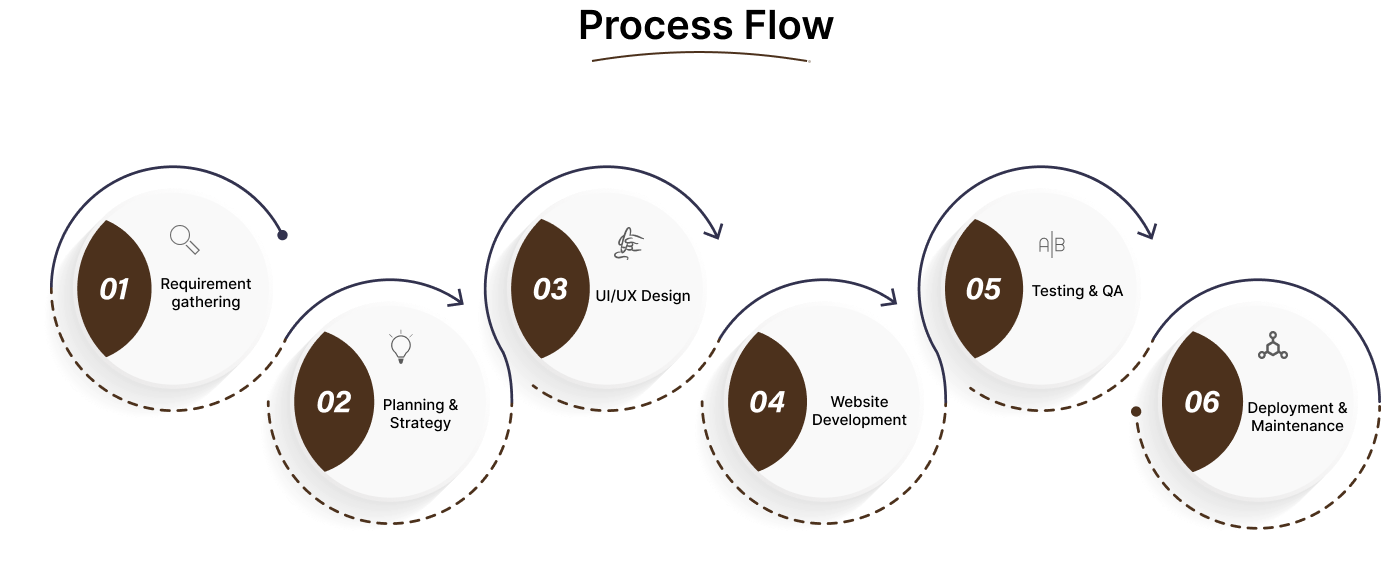 Process Flow
01
Requirement
gathering
02
Planning &
Strategy
03
UI/UX Design
04
Website
Development
05
A|B
Testing & QA
06
Deployment &
Maintenance